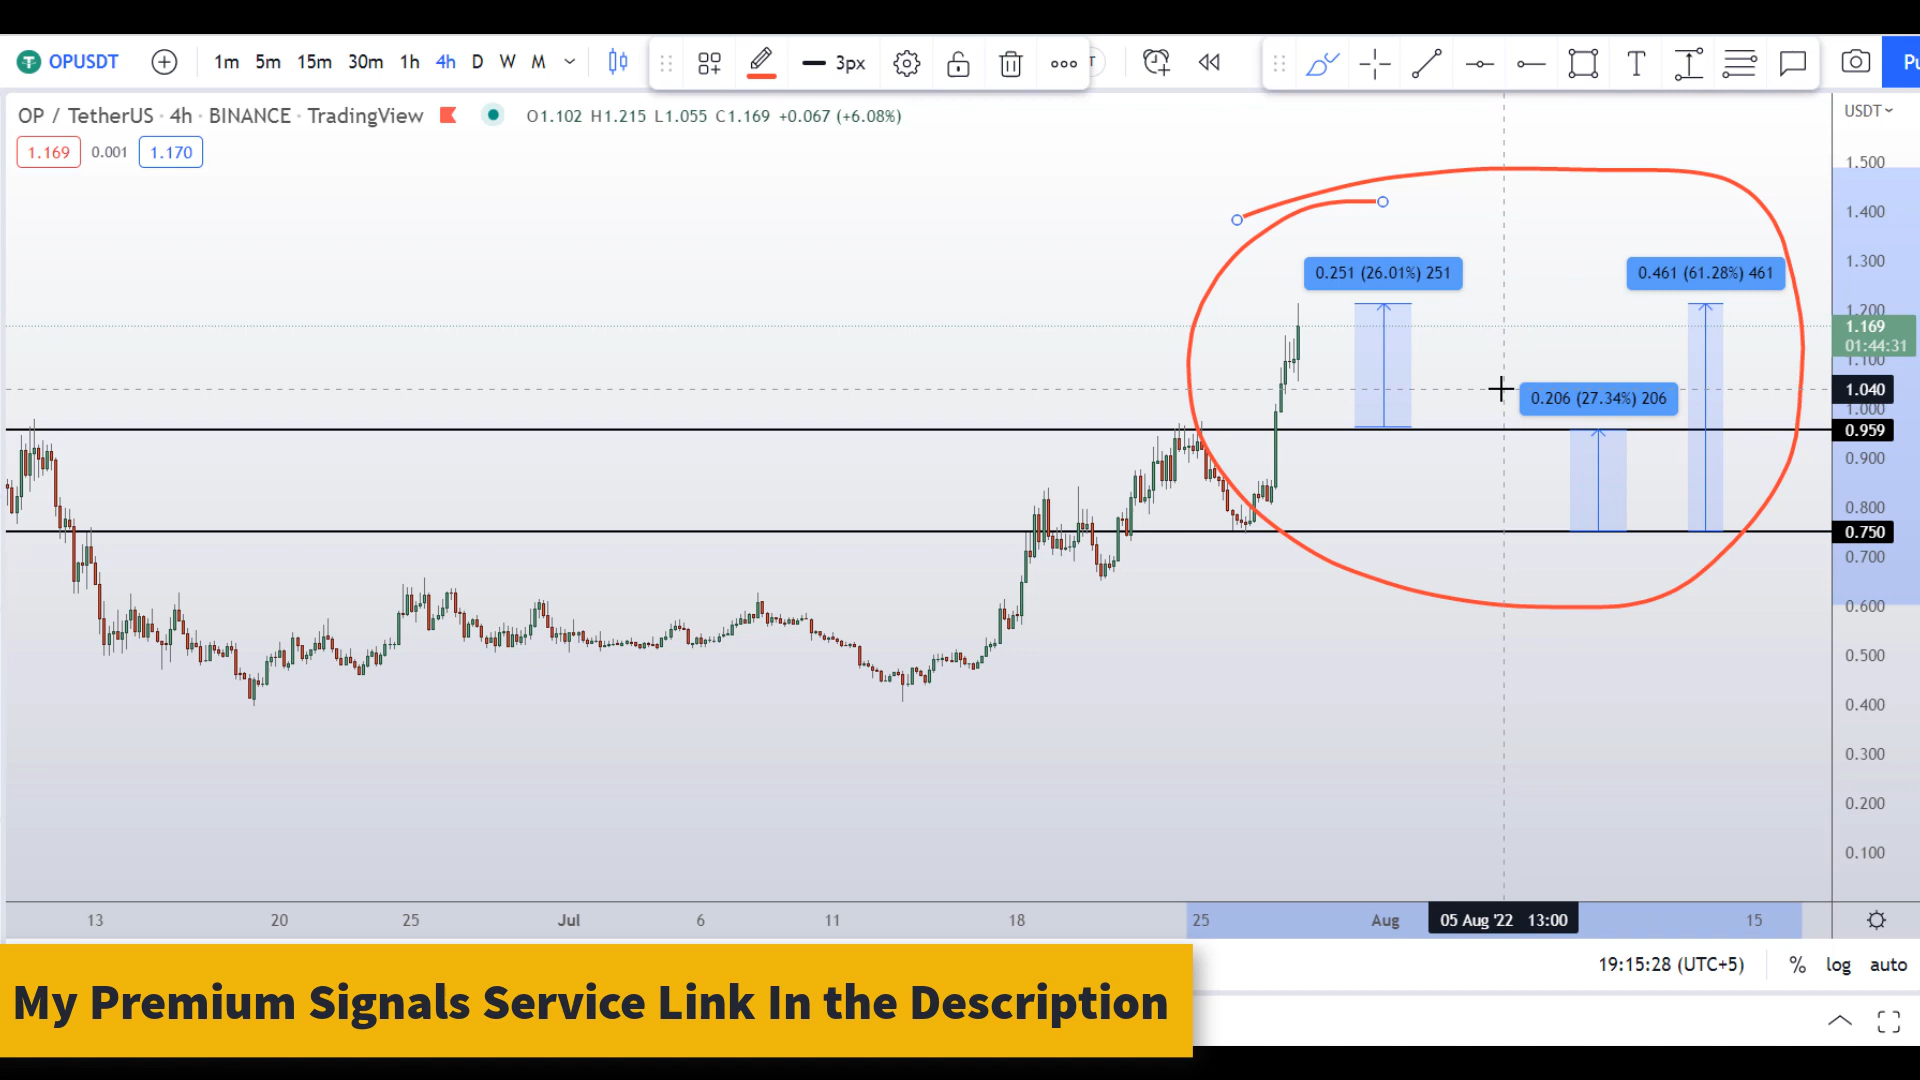 OPUSDT 1m 5m 15m 30m 1h 4h D W M 3px T Pu
OP / TetherUS · 4h · BINANCE · TradingView O1.102 H1.215 L1.055 C1.169 +0.067 (+6.08%) USDT
1.169 0.001 1.170
1.500
1.400
1.300
0.251 (26.01%) 251 0.461 (61.28%) 461
1.200
1.169
01:44:31
1.100
1.040
0.206 (27.34%) 206
1.000
0.959
0.900
0.800
0.750
0.700
0.600
0.500
0.400
0.300
0.200
0.100
13 20 25 Jul 6 11 18 25 Aug 05 Aug '22 13:00 15
19:15:28 (UTC+5) % log auto
My Premium Signals Service Link In the Description